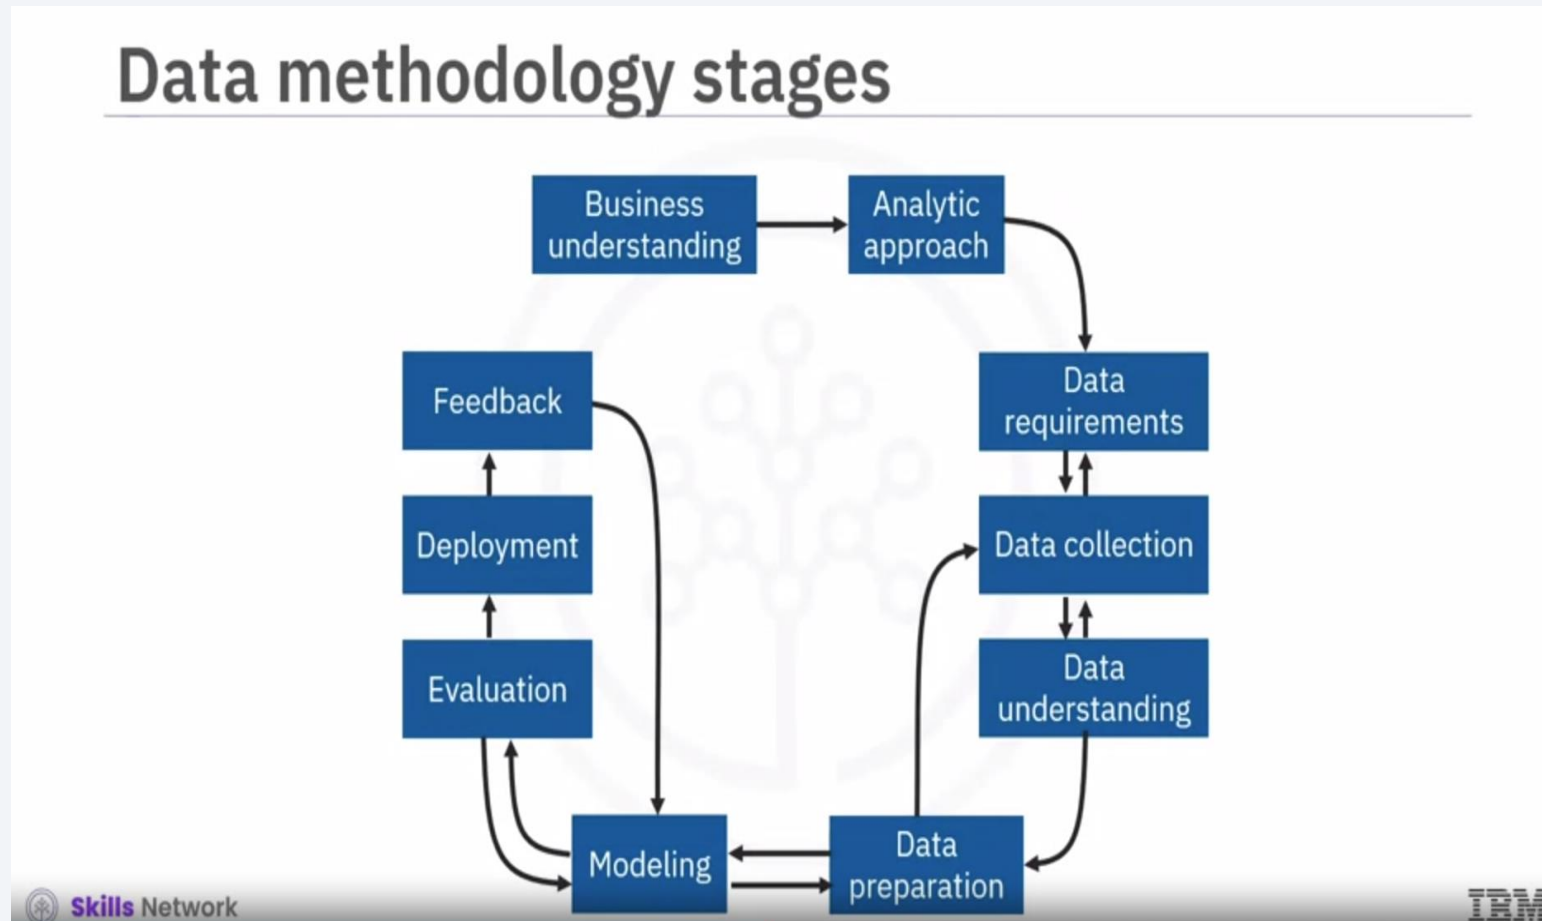 Data methodology stages
Business
understanding
Analytic
approach
Data
requirements
Data collection
Data
understanding
Data
preparation
Modeling
Evaluation
Deployment
Feedback
Skills Network
IBM